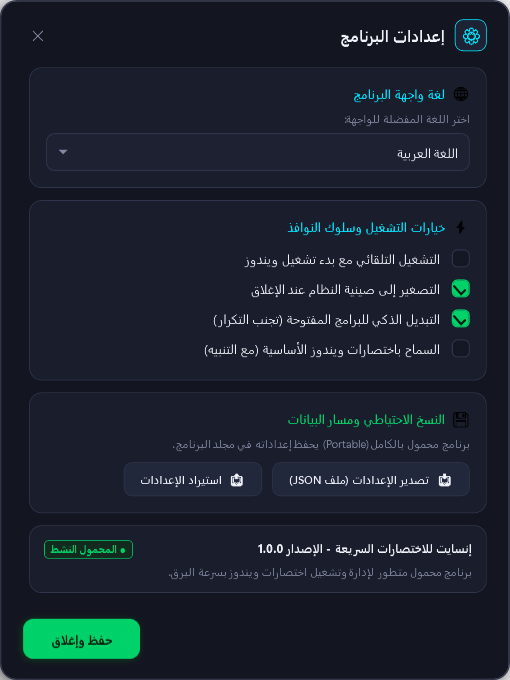 إعدادات البرنامج
لغة واجهة البرنامج
اختر اللغة المفضلة للواجهة:
اللغة العربية
خيارات التشغيل وسلوك النوافذ
التشغيل التلقائي مع بدء تشغيل ويندوز
التصغير إلى صينية النظام عند الإغلاق
التبديل الذكي للبرامج المفتوحة (تجنب التكرار)
السماح باختصارات ويندوز الأساسية (مع التنبيه)
النسخ الاحتياطي ومسار البيانات
برنامج محمول بالكامل (Portable) يحفظ إعداداته في مجلد البرنامج.
تصدير الإعدادات (ملف JSON)
استيراد الإعدادات
إنسايت للاختصارات السريعة - الإصدار 1.0.0
● المحمول النشط
برنامج محمول متطور لإدارة وتشغيل اختصارات ويندوز بسرعة البرق.
حفظ وإغلاق